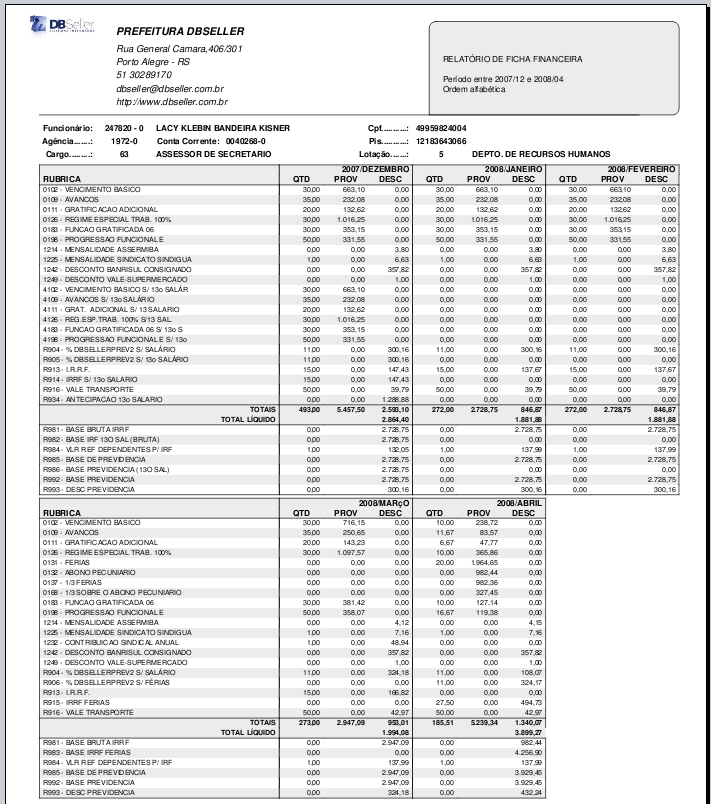 DBSeller
PREFEITURA DBSELLER
Rua General Camara,406/301
Porto Alegre - RS
51 30289170
dbseller@dbseller.com.br
http://www.dbseller.com.br
RELATÓRIO DE FICHA FINANCEIRA
Período entre 2007/12 e 2008/04
Ordem alfabética
Funcionário: 247820 - 0 LACY KLEBIN BANDEIRA KISNER Cpf..........: 49959824004
Agência......: 1972-0 Conta Corrente: 0040268-0 Pis..........: 12183643066
Cargo........: 63 ASSESSOR DE SECRETARIO Lotação......: 5 DEPTO. DE RECURSOS HUMANOS
2007/DEZEMBRO 2008/JANEIRO 2008/FEVEREIRO
RUBRICA QTD PROV DESC QTD PROV DESC QTD PROV DESC
0102 - VENCIMENTO BASICO 30,00 663,10 0,00 30,00 663,10 0,00 30,00 663,10 0,00
0109 - AVANCOS 35,00 232,08 0,00 35,00 232,08 0,00 35,00 232,08 0,00
0111 - GRATIFICACAO ADICIONAL 20,00 132,62 0,00 20,00 132,62 0,00 20,00 132,62 0,00
0126 - REGIME ESPECIAL TRAB. 100% 30,00 1.016,25 0,00 30,00 1.016,25 0,00 30,00 1.016,25 0,00
0183 - FUNCAO GRATIFICADA 06 30,00 353,15 0,00 30,00 353,15 0,00 30,00 353,15 0,00
0198 - PROGRESSAO FUNCIONAL E 50,00 331,55 0,00 50,00 331,55 0,00 50,00 331,55 0,00
1214 - MENSALIDADE ASSERMIBA 0,00 0,00 3,80 0,00 0,00 3,80 0,00 0,00 3,80
1225 - MENSALIDADE SINDICATO SINDIGUA 1,00 0,00 6,63 1,00 0,00 6,63 1,00 0,00 6,63
1242 - DESCONTO BANRISUL CONSIGNADO 0,00 0,00 357,82 0,00 0,00 357,82 0,00 0,00 357,82
1249 - DESCONTO VALE-SUPERMERCADO 0,00 0,00 1,00 0,00 0,00 1,00 0,00 0,00 1,00
4102 - VENCIMENTO BASICO S/ 13o SALÁR 30,00 663,10 0,00 0,00 0,00 0,00 0,00 0,00 0,00
4109 - AVANCOS S/ 13o SALÁRIO 35,00 232,08 0,00 0,00 0,00 0,00 0,00 0,00 0,00
4111 - GRAT. ADICIONAL S/ 13 SALARIO 20,00 132,62 0,00 0,00 0,00 0,00 0,00 0,00 0,00
4126 - REG.ESP.TRAB. 100% S/13 SAL 30,00 1.016,25 0,00 0,00 0,00 0,00 0,00 0,00 0,00
4183 - FUNCAO GRATIFICADA 06 S/ 13o S 30,00 353,15 0,00 0,00 0,00 0,00 0,00 0,00 0,00
4198 - PROGRESSAO FUNCIONAL E S/ 13o 50,00 331,55 0,00 0,00 0,00 0,00 0,00 0,00 0,00
R904 - % DBSELLERPREV2 S/ SALÁRIO 11,00 0,00 300,16 11,00 0,00 300,16 11,00 0,00 300,16
R905 - % DBSELLERPREV2 S/ 13o SALÁRIO 11,00 0,00 300,16 0,00 0,00 0,00 0,00 0,00 0,00
R913 - I.R.R.F. 15,00 0,00 147,43 15,00 0,00 137,67 15,00 0,00 137,67
R914 - IRRF S/ 13o SALARIO 15,00 0,00 147,43 0,00 0,00 0,00 0,00 0,00 0,00
R916 - VALE TRANSPORTE 50,00 0,00 39,79 50,00 0,00 39,79 50,00 0,00 39,79
R934 - ANTECIPACAO 13o SALARIO 0,00 0,00 1.288,88 0,00 0,00 0,00 0,00 0,00 0,00
TOTAIS 493,00 5.457,50 2.593,10 272,00 2.728,75 846,87 272,00 2.728,75 846,87
TOTAL LÍQUIDO 2.864,40 1.881,88 1.881,88
R981 - BASE BRUTA IRRF 0,00 2.728,75 0,00 2.728,75 0,00 2.728,75
R982 - BASE IRF 13O SAL (BRUTA) 0,00 2.728,75 0,00 0,00 0,00 0,00
R984 - VLR REF DEPENDENTES P/ IRF 1,00 132,05 1,00 137,99 1,00 137,99
R985 - BASE DE PREVIDENCIA 0,00 2.728,75 0,00 2.728,75 0,00 2.728,75
R986 - BASE PREVIDENCIA (13O SAL) 0,00 2.728,75 0,00 0,00 0,00 0,00
R992 - BASE PREVIDENCIA 0,00 2.728,75 0,00 2.728,75 0,00 2.728,75
R993 - DESC PREVIDENCIA 0,00 300,16 0,00 300,16 0,00 300,16
2008/MARçO 2008/ABRIL
RUBRICA QTD PROV DESC QTD PROV DESC
0102 - VENCIMENTO BASICO 30,00 716,15 0,00 10,00 238,72 0,00
0109 - AVANCOS 35,00 250,65 0,00 11,67 83,57 0,00
0111 - GRATIFICACAO ADICIONAL 20,00 143,23 0,00 6,67 47,77 0,00
0126 - REGIME ESPECIAL TRAB. 100% 30,00 1.097,57 0,00 10,00 365,86 0,00
0131 - FERIAS 0,00 0,00 0,00 20,00 1.964,65 0,00
0132 - ABONO PECUNIARIO 0,00 0,00 0,00 0,00 982,44 0,00
0137 - 1/3 FERIAS 0,00 0,00 0,00 0,00 982,36 0,00
0168 - 1/3 SOBRE O ABONO PECUNIARIO 0,00 0,00 0,00 0,00 327,45 0,00
0183 - FUNCAO GRATIFICADA 06 30,00 381,42 0,00 10,00 127,14 0,00
0198 - PROGRESSAO FUNCIONAL E 50,00 358,07 0,00 16,67 119,38 0,00
1214 - MENSALIDADE ASSERMIBA 0,00 0,00 4,12 0,00 0,00 4,15
1225 - MENSALIDADE SINDICATO SINDIGUA 1,00 0,00 7,16 1,00 0,00 7,16
1232 - CONTRIBUICAO SINDICAL ANUAL 1,00 0,00 48,94 0,00 0,00 0,00
1242 - DESCONTO BANRISUL CONSIGNADO 0,00 0,00 357,82 0,00 0,00 357,82
1249 - DESCONTO VALE-SUPERMERCADO 0,00 0,00 1,00 0,00 0,00 1,00
R904 - % DBSELLERPREV2 S/ SALÁRIO 11,00 0,00 324,18 11,00 0,00 108,07
R906 - % DBSELLERPREV2 S/ FÉRIAS 0,00 0,00 0,00 11,00 0,00 324,17
R913 - I.R.R.F. 15,00 0,00 166,82 0,00 0,00 0,00
R915 - IRRF FERIAS 0,00 0,00 0,00 27,50 0,00 494,73
R916 - VALE TRANSPORTE 50,00 0,00 42,97 50,00 0,00 42,97
TOTAIS 273,00 2.947,09 953,01 185,51 5.239,34 1.340,07
TOTAL LÍQUIDO 1.994,08 3.899,27
R981 - BASE BRUTA IRRF 0,00 2.947,09 0,00 982,44
R983 - BASE IRRF FERIAS 0,00 0,00 0,00 4.256,90
R984 - VLR REF DEPENDENTES P/ IRF 1,00 137,99 1,00 137,99
R985 - BASE DE PREVIDENCIA 0,00 2.947,09 0,00 3.929,45
R992 - BASE PREVIDENCIA 0,00 2.947,09 0,00 3.929,45
R993 - DESC PREVIDENCIA 0,00 324,18 0,00 432,24